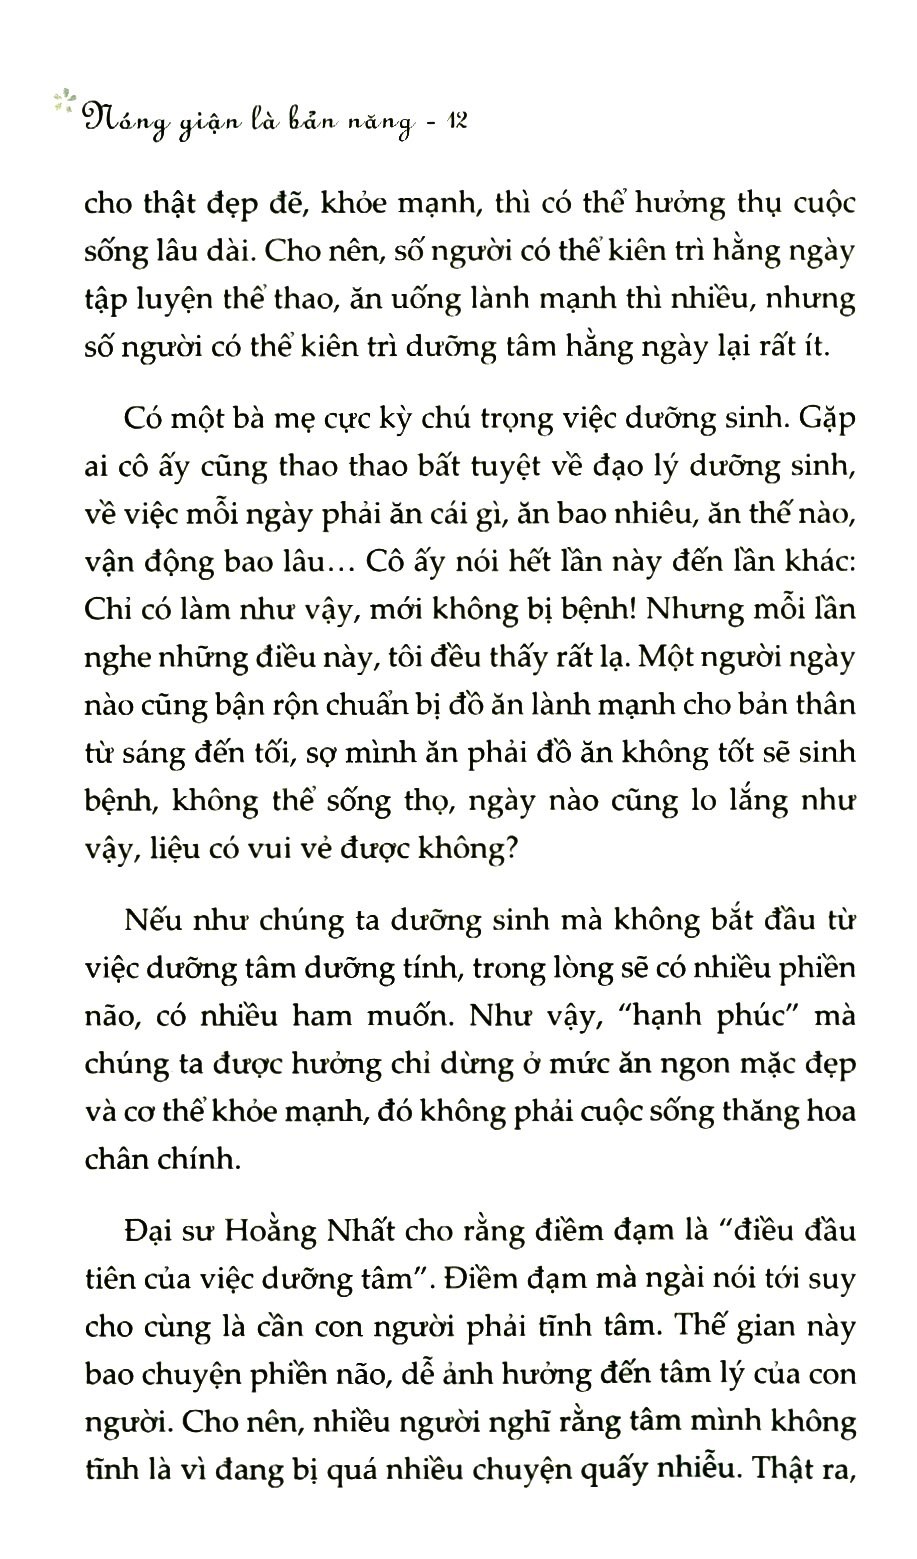 Nóng giận là bản năng - 12
cho thật đẹp đẽ, khỏe mạnh, thì có thể hưởng thụ cuộc
sống lâu dài. Cho nên, số người có thể kiên trì hằng ngày
tập luyện thể thao, ăn uống lành mạnh thì nhiều, nhưng
số người có thể kiên trì dưỡng tâm hằng ngày lại rất ít.
Có một bà mẹ cực kỳ chú trọng việc dưỡng sinh. Gặp
ai cô ấy cũng thao thao bất tuyệt về đạo lý dưỡng sinh,
về việc mỗi ngày phải ăn cái gì, ăn bao nhiêu, ăn thế nào,
vận động bao lâu... Cô ấy nói hết lần này đến lần khác:
Chỉ có làm như vậy, mới không bị bệnh! Nhưng mỗi lần
nghe những điều này, tôi đều thấy rất lạ. Một người ngày
nào cũng bận rộn chuẩn bị đồ ăn lành mạnh cho bản thân
từ sáng đến tối, sợ mình ăn phải đồ ăn không tốt sẽ sinh
bệnh, không thể sống thọ, ngày nào cũng lo lắng như
vậy, liệu có vui vẻ được không?
Nếu như chúng ta dưỡng sinh mà không bắt đầu từ
việc dưỡng tâm dưỡng tính, trong lòng sẽ có nhiều phiền
não, có nhiều ham muốn. Như vậy, "hạnh phúc" mà
chúng ta được hưởng chỉ dừng ở mức ăn ngon mặc đẹp
và cơ thể khỏe mạnh, đó không phải cuộc sống thăng hoa
chân chính.
Đại sư Hoằng Nhất cho rằng điềm đạm là "điều đầu
tiên của việc dưỡng tâm". Điềm đạm mà ngài nói tới suy
cho cùng là cần con người phải tĩnh tâm. Thế gian này
bao chuyện phiền não, dễ ảnh hưởng đến tâm lý của con
người. Cho nên, nhiều người nghĩ rằng tâm mình không
tĩnh là vì đang bị quá nhiều chuyện quấy nhiễu. Thật ra,